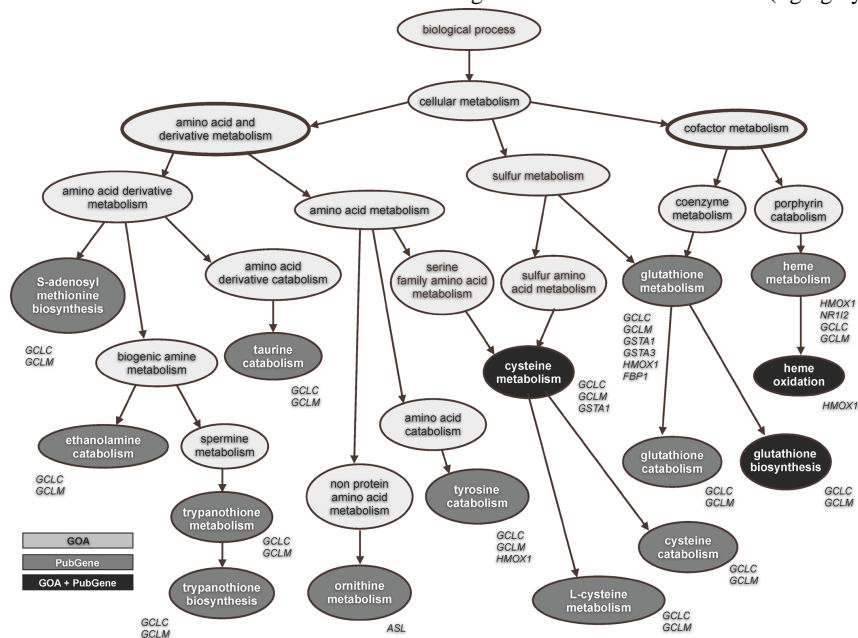 biological process
cellular metabolism
amino acid and
derivative metabolism
cofactor metabolism
sulfur metabolism
amino acid derivative
metabolism
amino acid metabolism
coenzyme
metabolism
porphyrin
catabolism
S-adenosyl
methionine
biosynthesis
GCLC
GCLM
amino acid
derivative catabolism
serine
family amino acid
metabolism
sulfur amino
acid metabolism
glutathione
metabolism
GCLC
GCLM
GSTA1
GSTA3
HMOX1
FBP1
heme
metabolism
HMOX1
NR1I2
GCLC
GCLM
biogenic amine
metabolism
taurine
catabolism
GCLC
GCLM
cysteine
metabolism
GCLC
GCLM
GSTA1
heme
oxidation
HMOX1
ethanolamine
catabolism
GCLC
GCLM
spermine
metabolism
amino acid
catabolism
glutathione
catabolism
GCLC
GCLM
glutathione
biosynthesis
GCLC
GCLM
trypanothione
metabolism
GCLC
GCLM
non protein
amino acid
metabolism
tyrosine
catabolism
GCLC
GCLM
HMOX1
cysteine
catabolism
GCLC
GCLM
trypanothione
biosynthesis
GCLC
GCLM
ornithine
metabolism
ASL
L-cysteine
metabolism
GCLC
GCLM
GOA
PubGene
GOA + PubGene